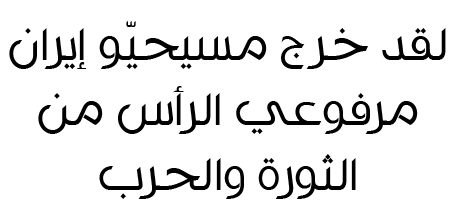 لقد خرج مسيحيّو إيران
مرفوعي الرأس من
الثورة والحرب